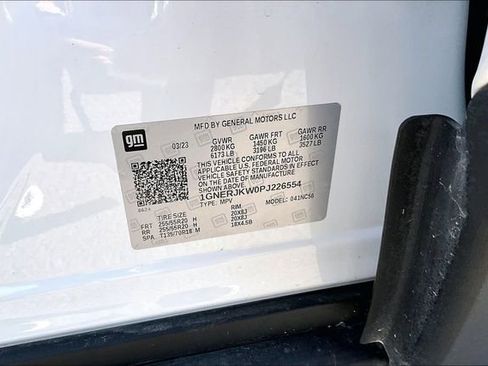 MFD BY GENERAL MOTORS LLC
gm
03/23 GVWR GAWR FRT GAWR RR
2800 KG 1450 KG 1600 KG
6173 LB 3196 LB 3527 LB
THIS VEHICLE CONFORMS TO ALL
APPLICABLE U.S. FEDERAL MOTOR
VEHICLE SAFETY STANDARDS IN EFFECT
ON THE DATE OF MANUFACTURE
SHOWN ABOVE.
1GNERJKW0PJ226554
TYPE: MPV MODEL: 041NC56
TIRE SIZE RIM
FRT 255/55R20 H 20X8J
RR 255/55R20 H 20X8J
SPA T135/70R18 M 18X4.5B